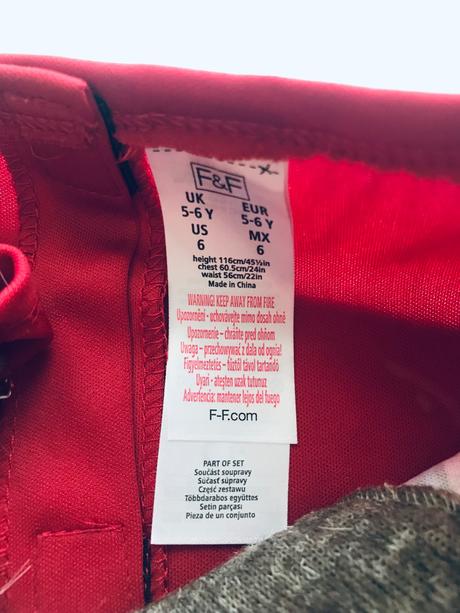 F&F
UK EUR
5-6 Y 5-6 Y
US MX
6 6
height 116cm/45½in
chest 60.5cm/24in
waist 56cm/22in
Made in China
WARNING! KEEP AWAY FROM FIRE
Upozornění - uchovávejte mimo dosah ohně
Upozornenie - chráňte pred ohňom
Uwaga - przechowywać z dala od ognia!
Figyelmeztetés - tűztől távol tartandó
Uyarı - ateşten uzak tutunuz
Advertencia: mantener lejos del fuego
F-F.com
PART OF SET
Součást soupravy
Súčasť súpravy
Część zestawu
Többdarabos együttes
Setin parçası
Pieza de un conjunto